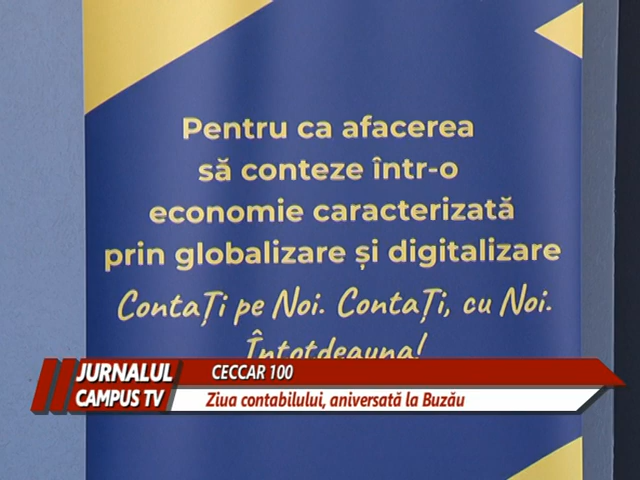 Pentru ca afacerea
să conteze într-o
economie caracterizată
prin globalizare și digitalizare
ContaȚi pe Noi. ContaȚi, cu Noi.
Întotdeauna!
JURNALUL
CAMPUS TV
CECCAR 100
Ziua contabilului, aniversată la Buzău